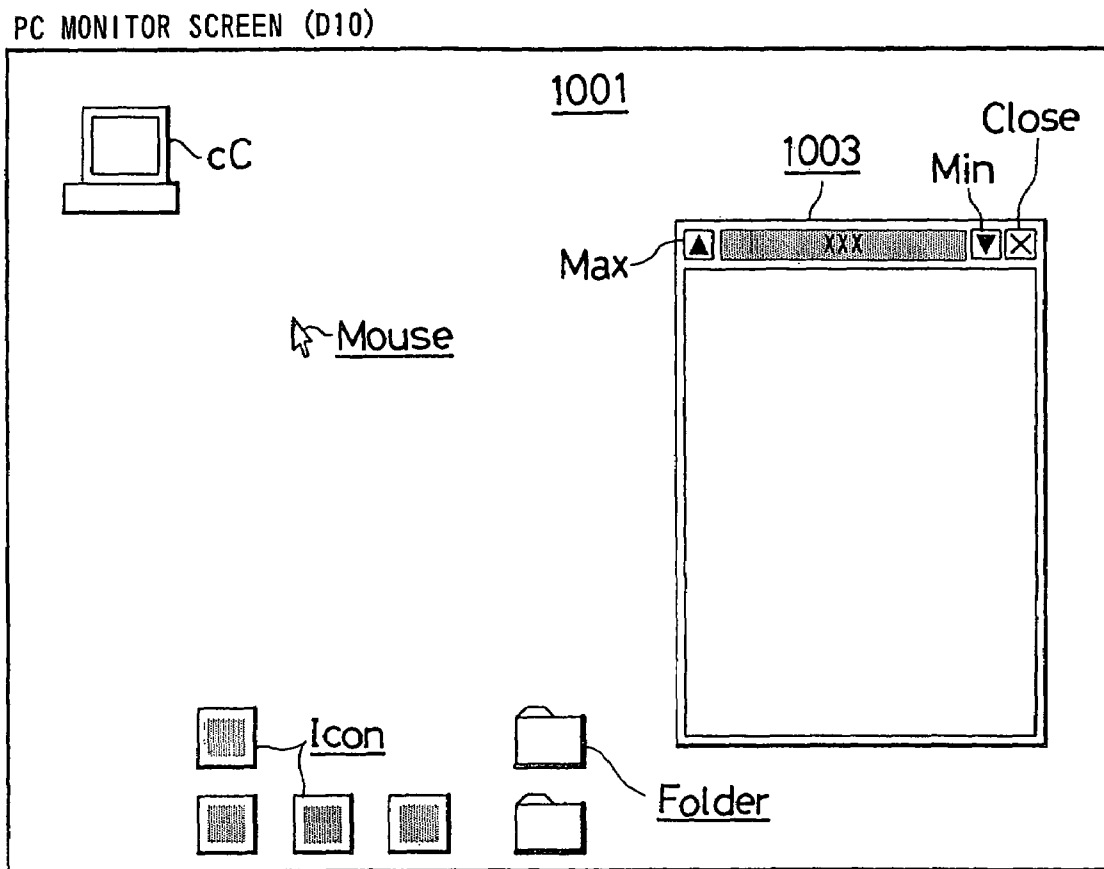 PC MONITOR SCREEN (D10)
1001
Close
cC
1003
Min
Max
XXX
Mouse
Icon
Folder